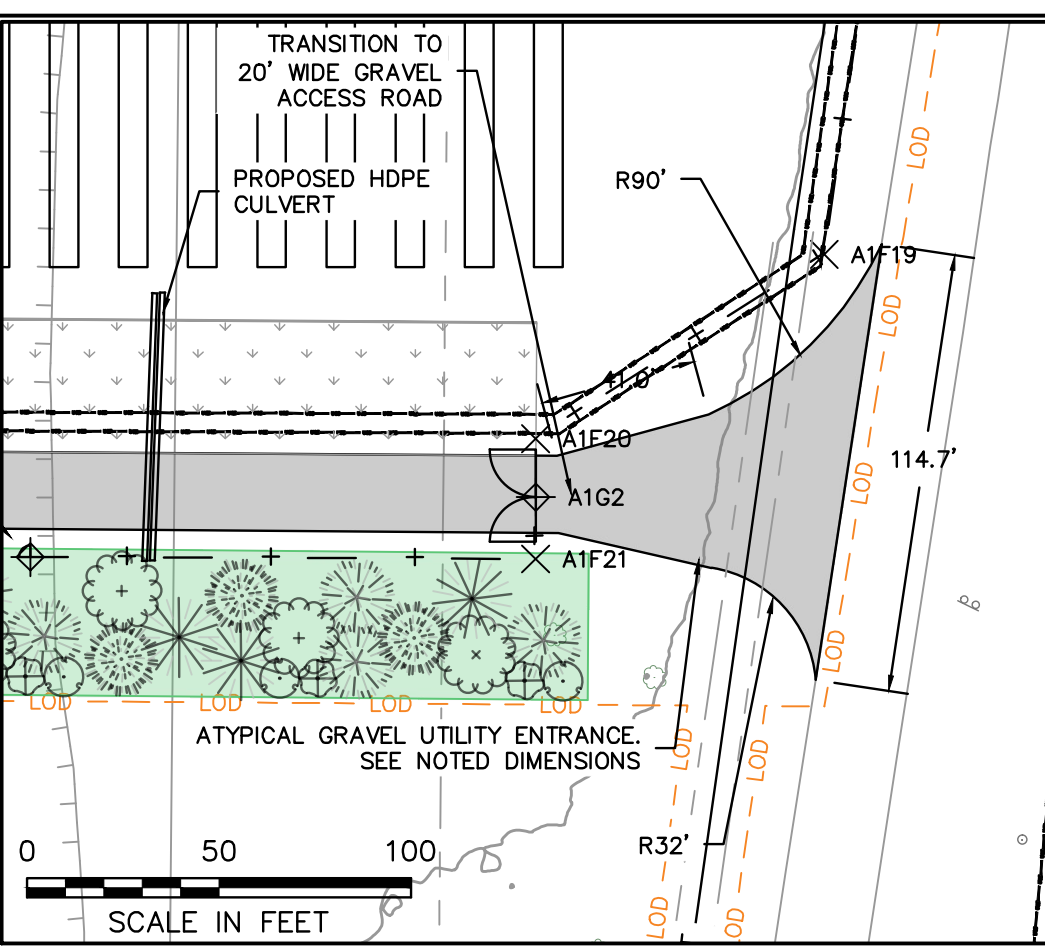 TRANSITION TO
20' WIDE GRAVEL
ACCESS ROAD
PROPOSED HDPE
CULVERT
R90'
LOD
A1F19
LOD
41.0'
A1F20
114.7'
LOD
A1G2
A1F21
LOD
LOD
LOD
LOD
LOD
ATYPICAL GRAVEL UTILITY ENTRANCE.
SEE NOTED DIMENSIONS
LOD
LOD
R32'
0 50 100
SCALE IN FEET
LOD
LOD